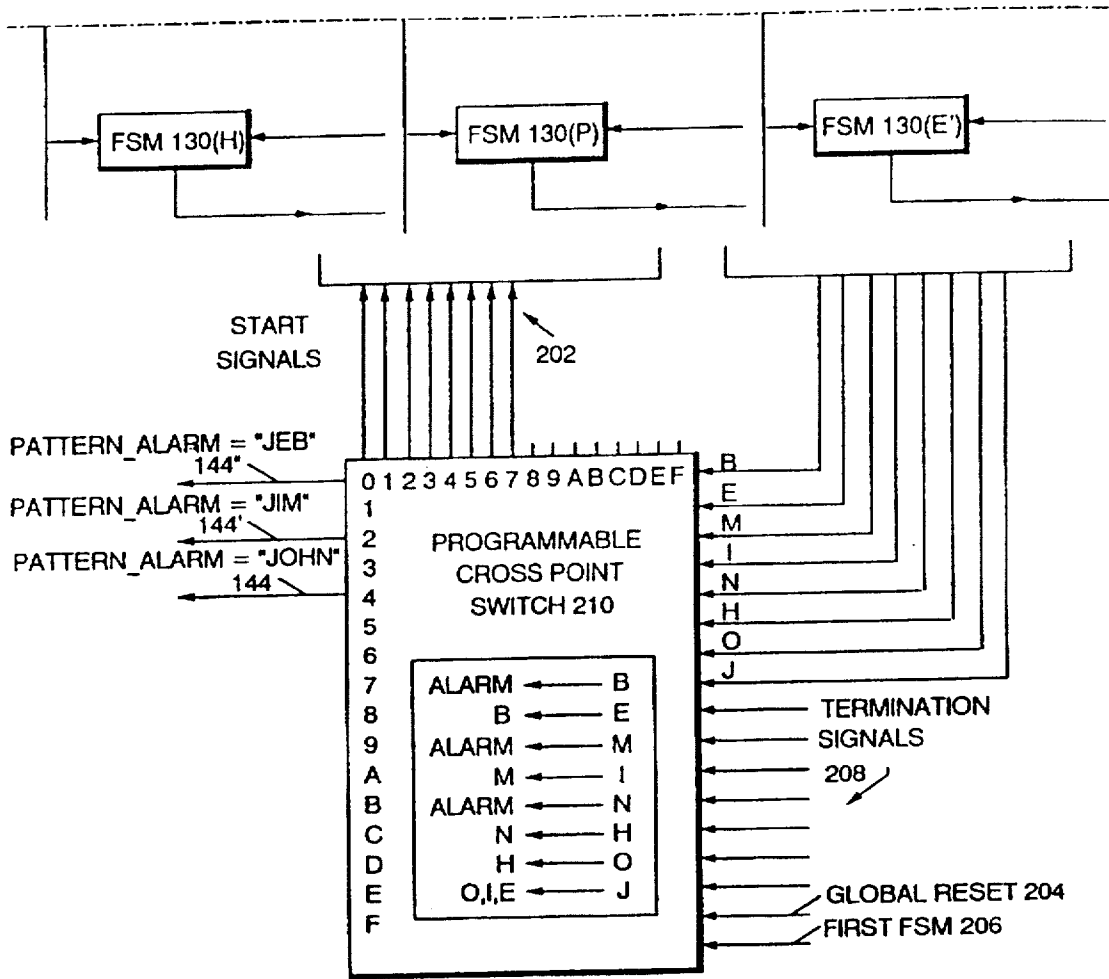 FSM 130(H)
FSM 130(P)
FSM 130(E')
START
SIGNALS
202
PATTERN_ALARM = "JEB"
144"
PATTERN_ALARM = "JIM"
144'
PATTERN_ALARM = "JOHN"
144
0 1 2 3 4 5 6 7 8 9 A B C D E F
1
2
3
4
5
6
7
8
9
A
B
C
D
E
F
PROGRAMMABLE
CROSS POINT
SWITCH 210
ALARM B
B E
ALARM M
M I
ALARM N
N H
H O
O,I,E J
B
E
M
I
N
H
O
J
TERMINATION
SIGNALS
208
GLOBAL RESET 204
FIRST FSM 206